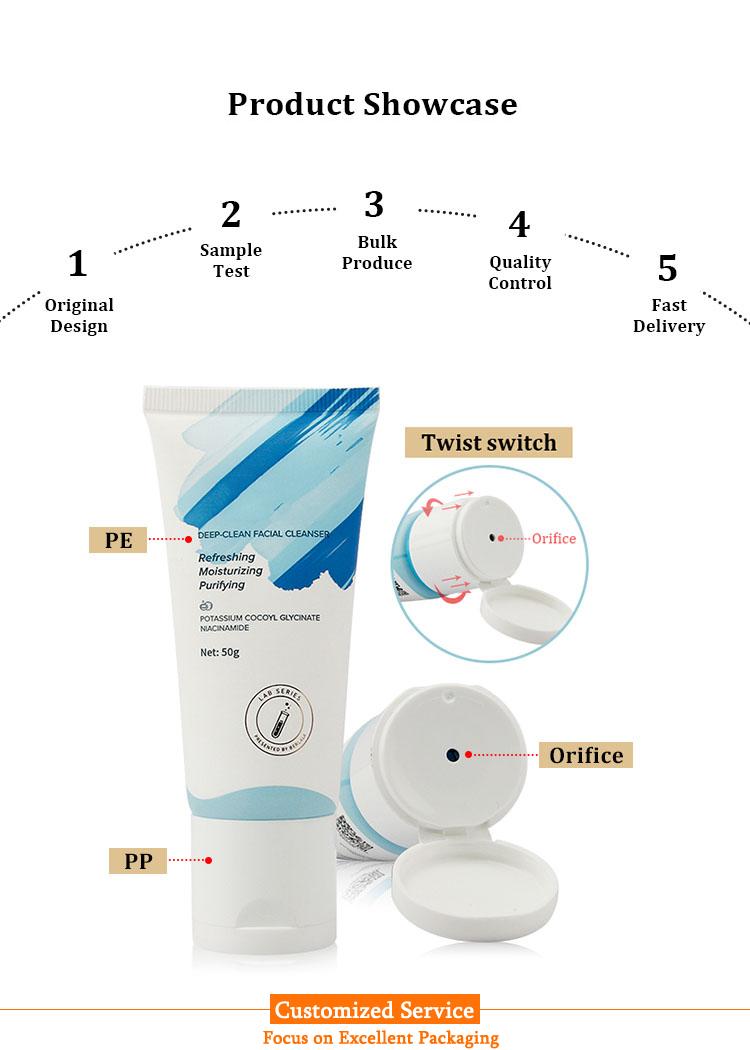 Product Showcase
1
Original
Design
2
Sample
Test
3
Bulk
Produce
4
Quality
Control
5
Fast
Delivery
Twist switch
Orifice
PE
DEEP-CLEAN FACIAL CLEANSER
Refreshing
Moisturizing
Purifying
POTASSIUM COCOYL GLYCINATE
NIACINAMIDE
Net: 50g
LAB SERIES
PRESENTED BY
Orifice
PP
Customized Service
Focus on Excellent Packaging